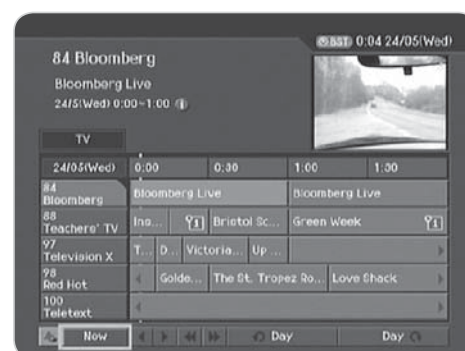 BST 0:04 24/05(Wed)
84 Bloomberg
Bloomberg Live
24/5(Wed) 0:00~1:00
TV
24/05(Wed) 0:00 0:30 1:00 1:30
84 Bloomberg Bloomberg Live Bloomberg Live
88 Teachers' TV Ins... 1 Bristol Sc... Green Week 1
97 Television X T... D... Victoria... Up ...
98 Red Hot Golde... The St. Tropez Ro... Love Shack
100 Teletext
Now Day Day